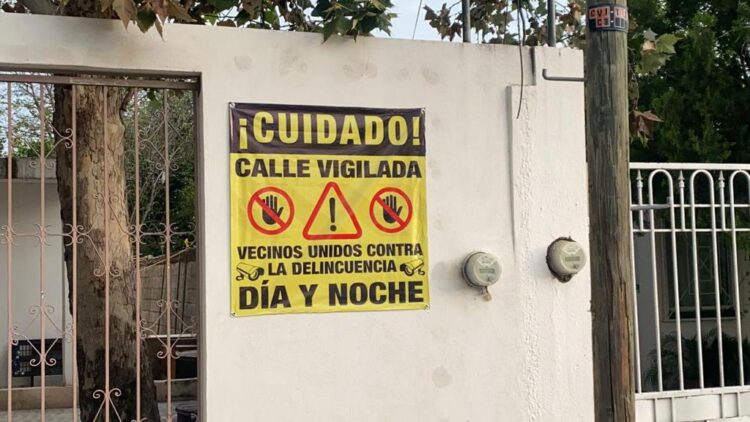 ¡CUIDADO!
CALLE VIGILADA
VECINOS UNIDOS CONTRA
LA DELINCUENCIA
DÍA Y NOCHE